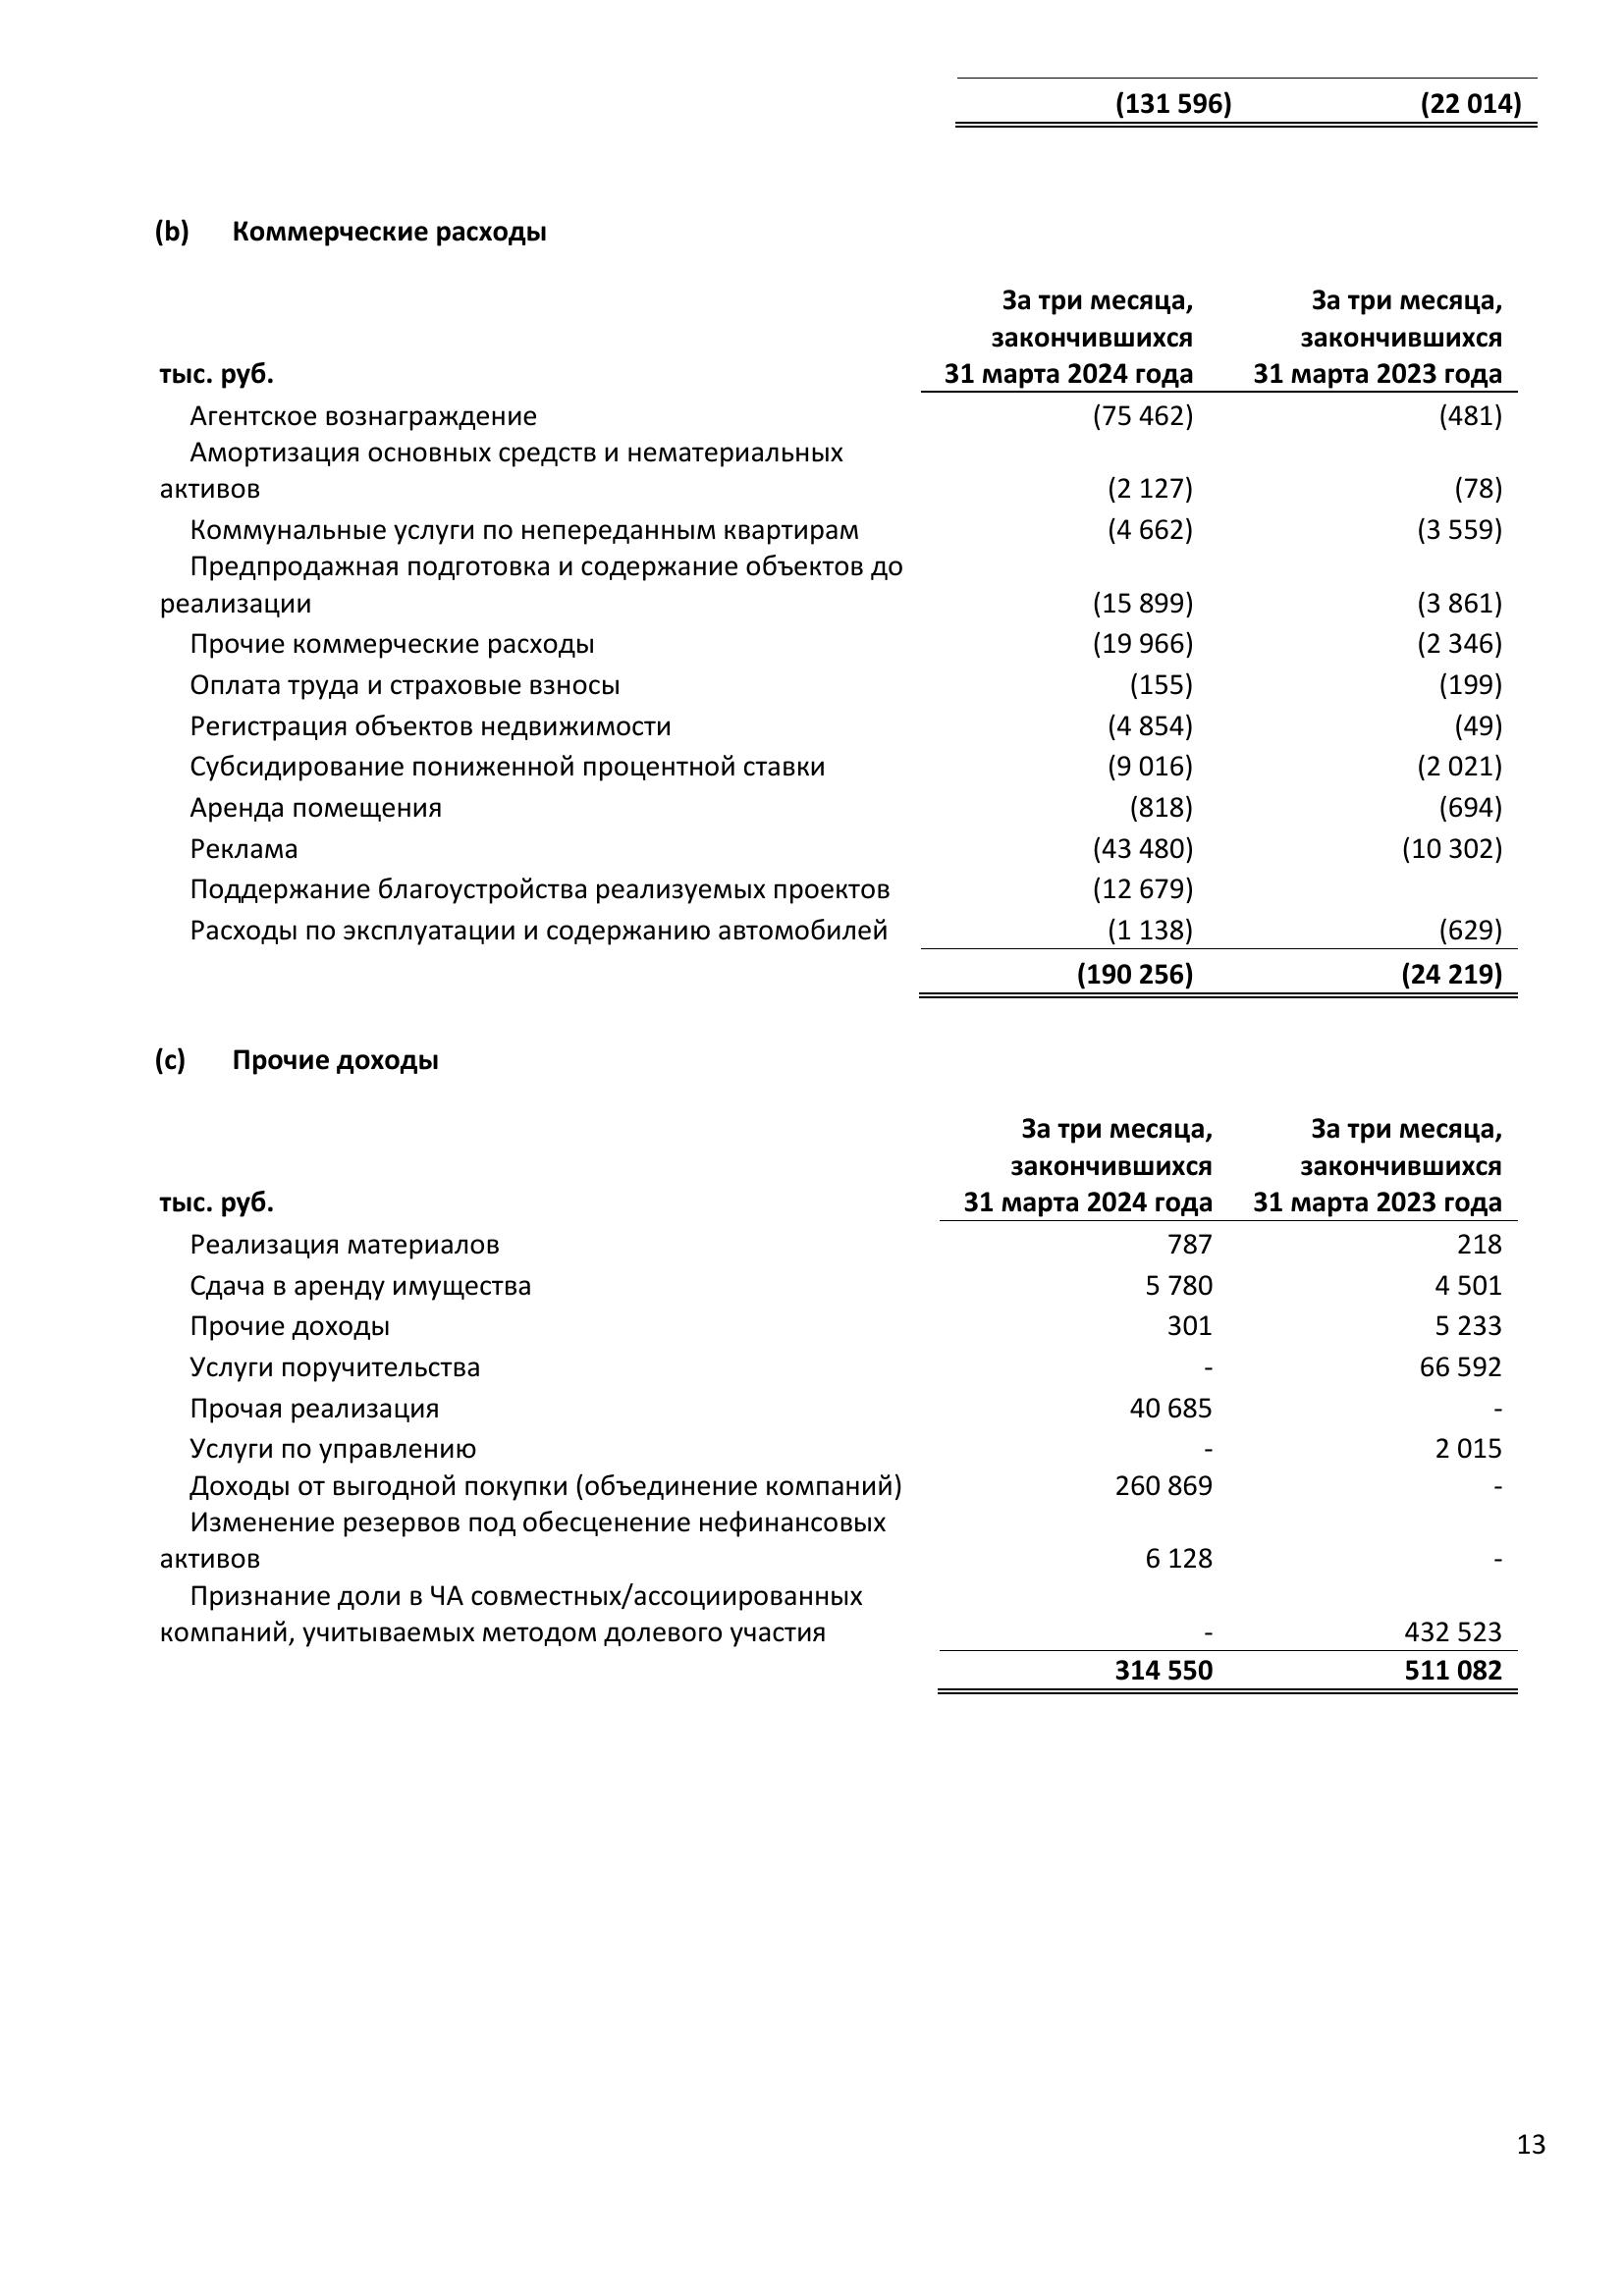 (131 596) (22 014)
(b) Коммерческие расходы
За три месяца, За три месяца,
закончившихся закончившихся
тыс. руб. 31 марта 2024 года 31 марта 2023 года
Агентское вознаграждение (75 462) (481)
Амортизация основных средств и нематериальных
активов (2 127) (78)
Коммунальные услуги по непереданным квартирам (4 662) (3 559)
Предпродажная подготовка и содержание объектов до
реализации (15 899) (3 861)
Прочие коммерческие расходы (19 966) (2 346)
Оплата труда и страховые взносы (155) (199)
Регистрация объектов недвижимости (4 854) (49)
Субсидирование пониженной процентной ставки (9 016) (2 021)
Аренда помещения (818) (694)
Реклама (43 480) (10 302)
Поддержание благоустройства реализуемых проектов (12 679)
Расходы по эксплуатации и содержанию автомобилей (1 138) (629)
(190 256) (24 219)
(c) Прочие доходы
За три месяца, За три месяца,
закончившихся закончившихся
тыс. руб. 31 марта 2024 года 31 марта 2023 года
Реализация материалов 787 218
Сдача в аренду имущества 5 780 4 501
Прочие доходы 301 5 233
Услуги поручительства - 66 592
Прочая реализация 40 685 -
Услуги по управлению - 2 015
Доходы от выгодной покупки (объединение компаний) 260 869 -
Изменение резервов под обесценение нефинансовых
активов 6 128 -
Признание доли в ЧА совместных/ассоциированных
компаний, учитываемых методом долевого участия - 432 523
314 550 511 082
13